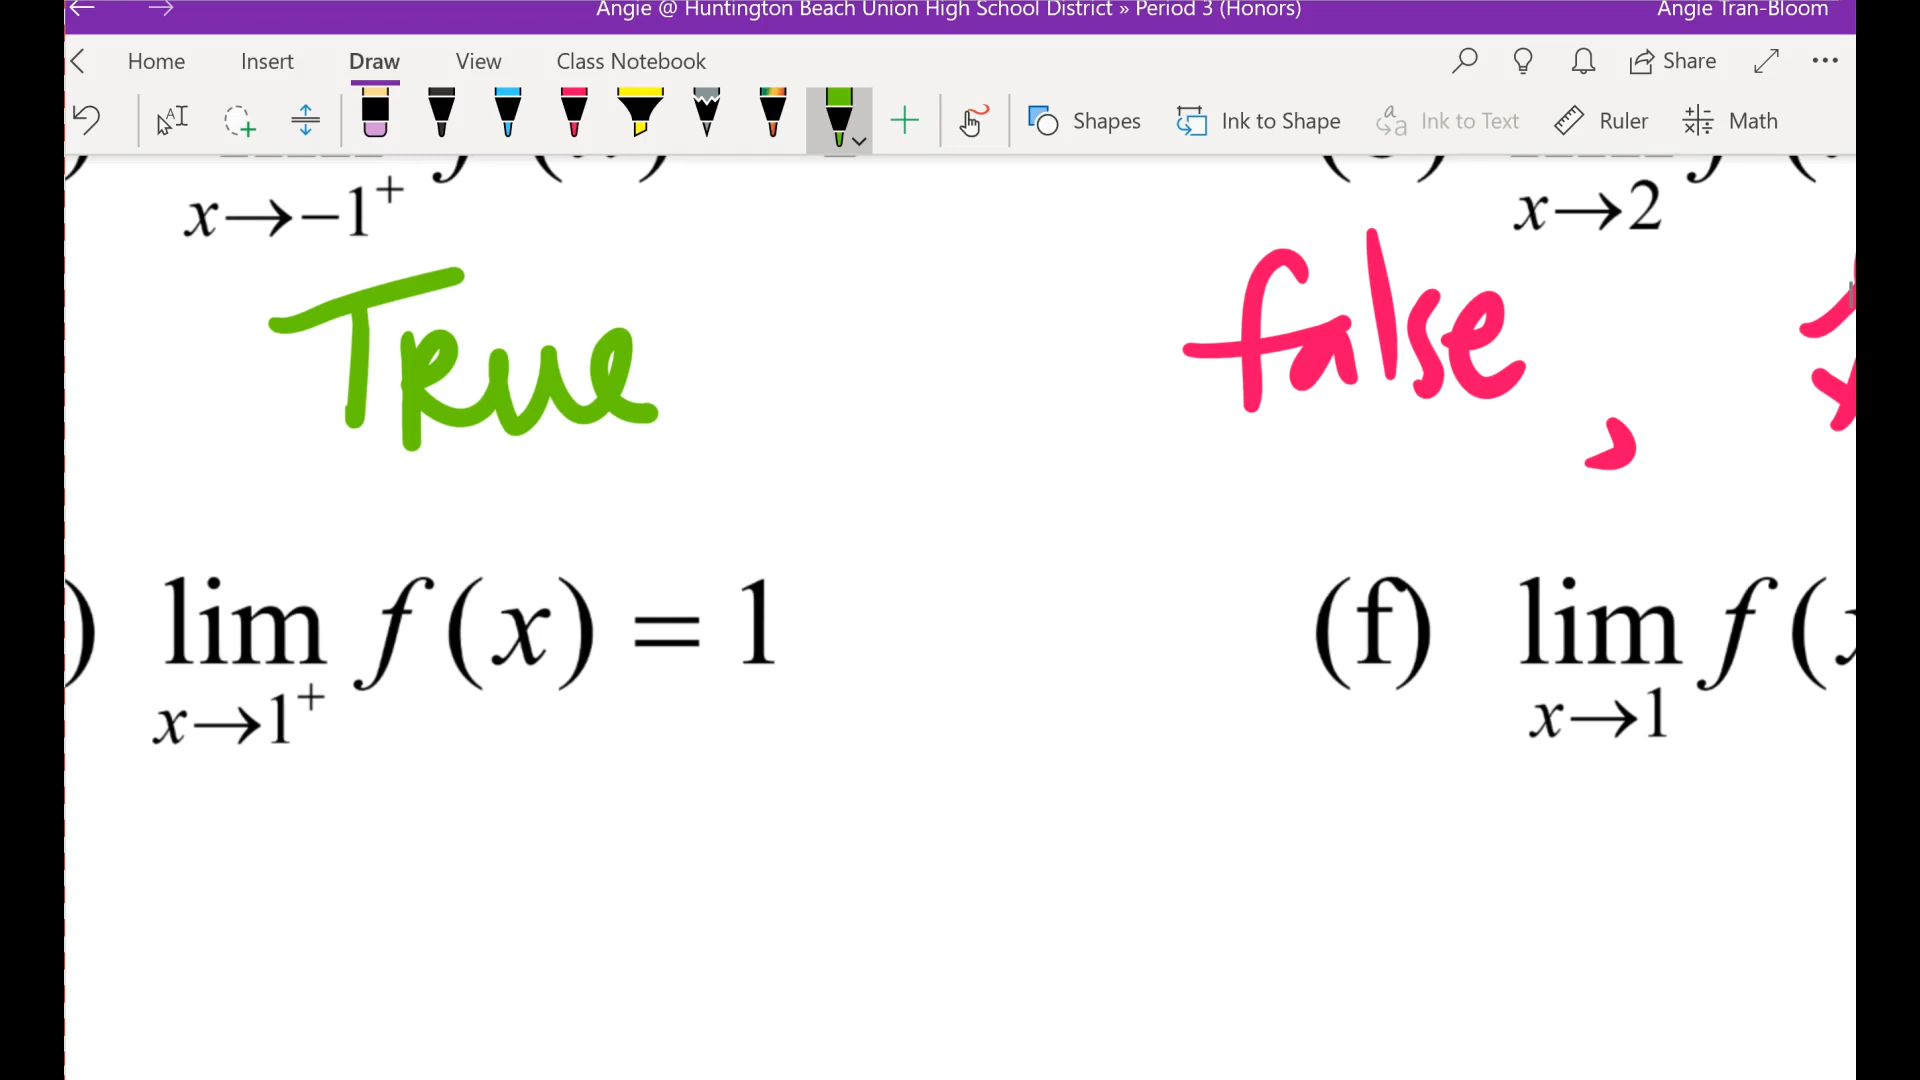 Angie @ Huntington Beach Union High School District » Period 3 (Honors) Angie Tran-Bloom
Home Insert Draw View Class Notebook Share
Shapes Ink to Shape Ink to Text Ruler Math
x→−1⁺ x→2
True false,
) lim f(x) = 1 (f) lim f(
x→1⁺ x→1